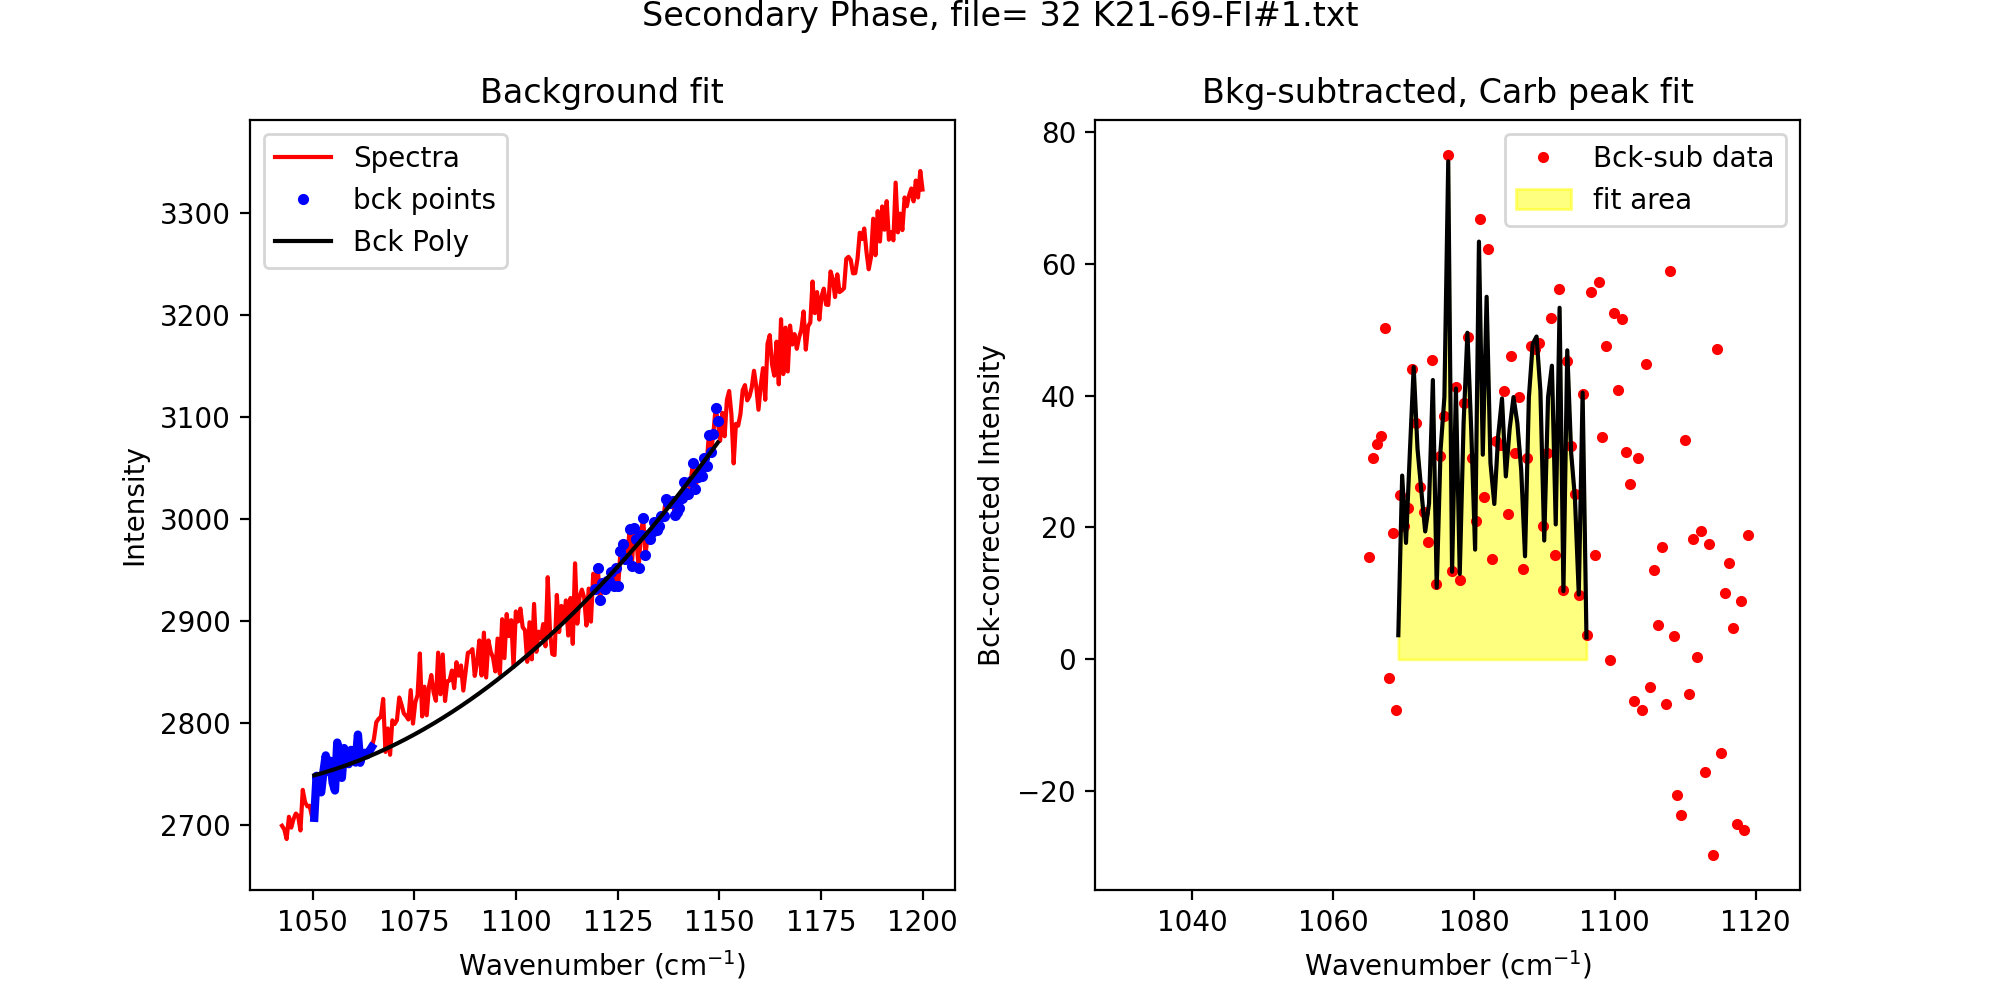 Secondary Phase, file= 32 K21-69-FI#1.txt
Background fit
Spectra
bck points
Bck Poly
3300
3200
3100
3000
2900
2800
2700
Intensity
1050 1075 1100 1125 1150 1175 1200
Wavenumber (cm⁻¹)
Bkg-subtracted, Carb peak fit
Bck-sub data
fit area
80
60
40
20
0
−20
Bck-corrected Intensity
1040 1060 1080 1100 1120
Wavenumber (cm⁻¹)